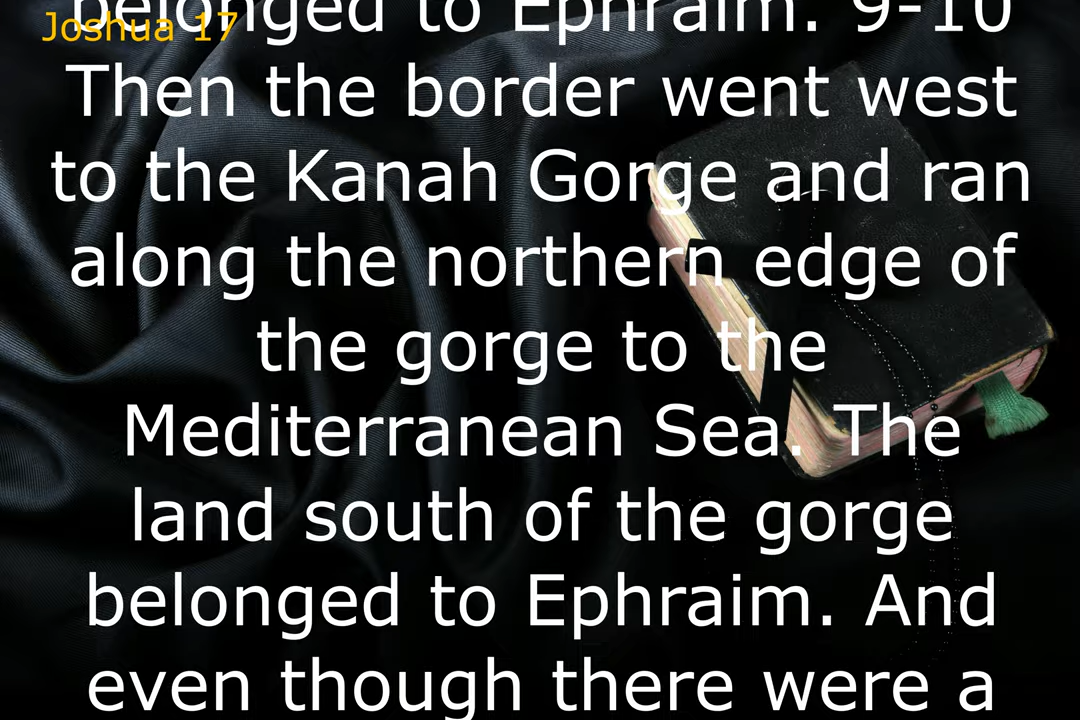 belonged to Ephraim. 9-10
Joshua 17
Then the border went west
to the Kanah Gorge and ran
along the northern edge of
the gorge to the
Mediterranean Sea. The
land south of the gorge
belonged to Ephraim. And
even though there were a